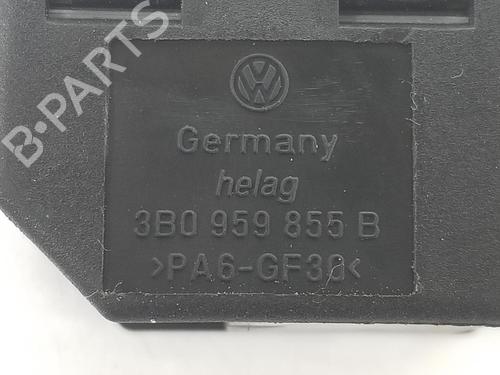 B-PARTS
VW
Germany
helag
3B0 959 855 B
>PA6-GF30<